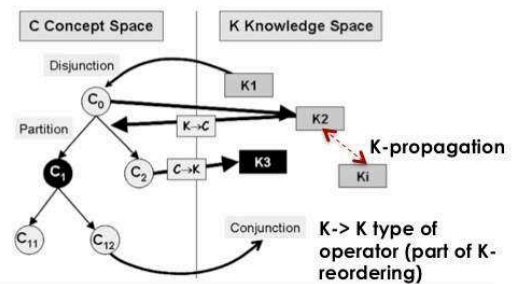 C Concept Space
K Knowledge Space
Disjunction
K1
C0
K2
Partition
K→C
K-propagation
C1
C2
C→K
K3
Ki
C11
C12
Conjunction
K-> K type of
operator (part of K-
reordering)